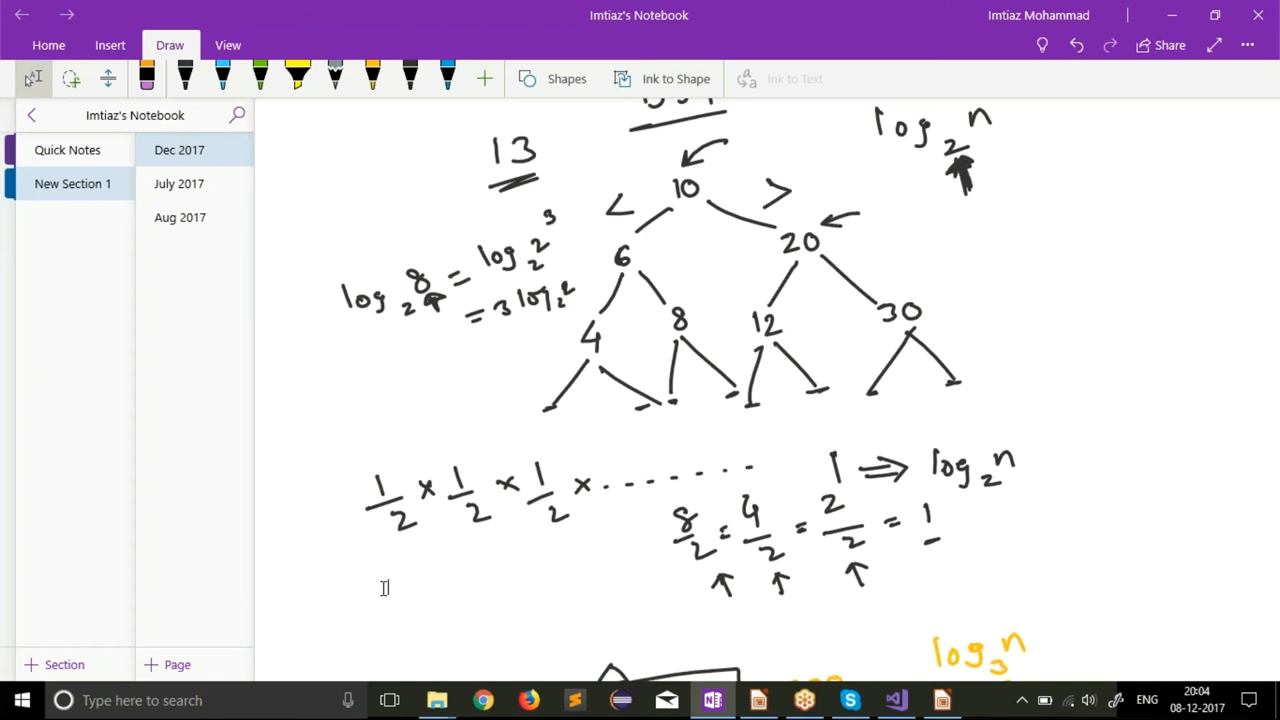 Imtiaz's Notebook
Imtiaz Mohammad
Home Insert Draw View
Share
Shapes
Ink to Shape
Ink to Text
Imtiaz's Notebook
Quick Notes
New Section 1
Dec 2017
July 2017
Aug 2017
Section
Page
log₂ n
13
10
< >
6 20
4 8 12 30
log₂ 8 = log₂ 2³
= 3 log₂ 2
1/2 × 1/2 × 1/2 × . . . . . . . . 1 ⇒ log₂ n
8/2 = 4/2 = 2/2 = 1
log₃ n
Type here to search
ENG
20:04
08-12-2017